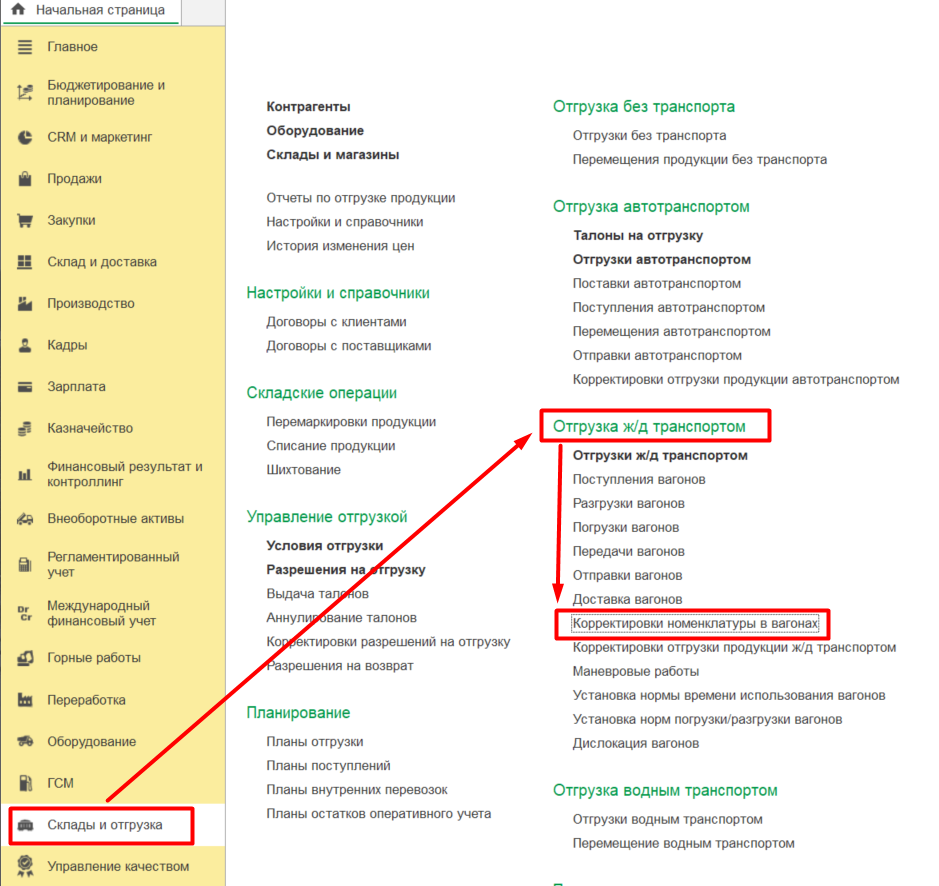 Начальная страница
Главное
Бюджетирование и
планирование
CRM и маркетинг
Продажи
Закупки
Склад и доставка
Производство
Кадры
Зарплата
Казначейство
Финансовый результат и
контроллинг
Внеоборотные активы
Регламентированный
учет
Dr
Cr
Международный
финансовый учет
Горные работы
Переработка
Оборудование
ГСМ
Склады и отгрузка
Управление качеством
Контрагенты
Оборудование
Склады и магазины
Отчеты по отгрузке продукции
Настройки и справочники
История изменения цен
Настройки и справочники
Договоры с клиентами
Договоры с поставщиками
Складские операции
Перемаркировки продукции
Списание продукции
Шихтование
Управление отгрузкой
Условия отгрузки
Разрешения на отгрузку
Выдача талонов
Аннулирование талонов
Корректировки разрешений на отгрузку
Разрешения на возврат
Планирование
Планы отгрузки
Планы поступлений
Планы внутренних перевозок
Планы остатков оперативного учета
Отгрузка без транспорта
Отгрузки без транспорта
Перемещения продукции без транспорта
Отгрузка автотранспортом
Талоны на отгрузку
Отгрузки автотранспортом
Поставки автотранспортом
Поступления автотранспортом
Перемещения автотранспортом
Отправки автотранспортом
Корректировки отгрузки продукции автотранспортом
Отгрузка ж/д транспортом
Отгрузки ж/д транспортом
Поступления вагонов
Разгрузки вагонов
Погрузки вагонов
Передачи вагонов
Отправки вагонов
Доставка вагонов
Корректировки номенклатуры в вагонах
Корректировки отгрузки продукции ж/д транспортом
Маневровые работы
Установка нормы времени использования вагонов
Установка норм погрузки/разгрузки вагонов
Дислокация вагонов
Отгрузка водным транспортом
Отгрузки водным транспортом
Перемещение водным транспортом